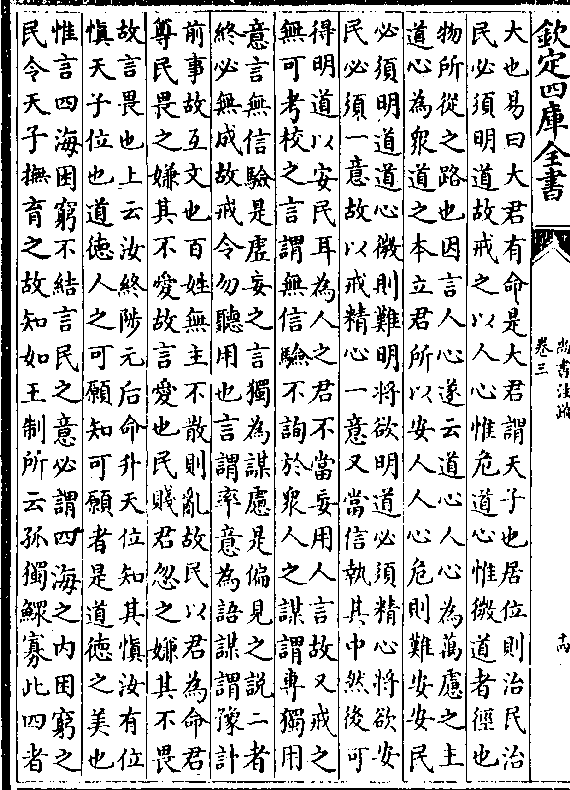 欽定四庫全書
尚書注疏
卷三
大也易曰大君有命是大君謂天子也居位則治民治
民必須明道故戒之以人心惟危道心惟微道者徑也
物所從之路也因言人心遂云道心人心為萬慮之主
道心為衆道之本立君所以安人人心危則難安安民
必須明道道心微則難明將欲明道必須精心將欲安
民必須一意故以戒精心一意又當信執其中然後可
得明道以安民耳為人之君不當妄用人言故又戒之
無可考校之言謂無信驗不詢於衆人之謀謂專獨用
意言無信驗是虛妄之言獨為謀慮是偏見之說二者
終必無成故戒令勿聽用也言謂率意為語謀謂豫計
前事故互文也百姓無主不散則亂故民以君為命君
尊民畏之嫌其不愛故言愛也民賤君忽之嫌其不畏
故言畏也上云汝終陟元后命升天位知其慎汝有位
慎天子位也道德人之可願知可願者是道德之美也
惟言四海困窮不結言民之意必謂四海之內困窮之
民令天子撫育之故知如王制所云孤獨鰥寡此四者